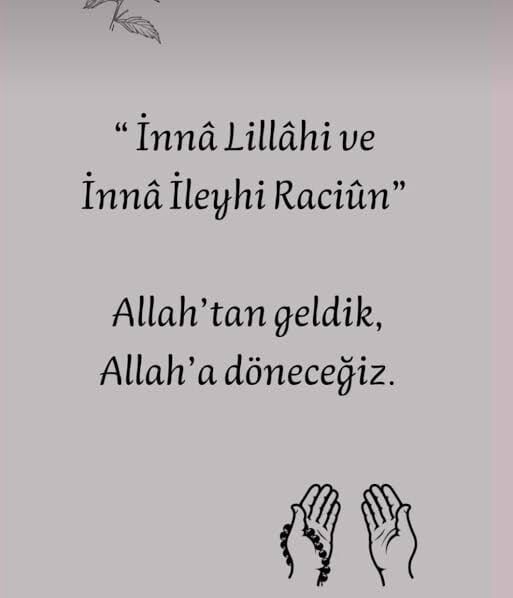 “ İnnâ Lillâhi ve
İnnâ İleyhi Raciûn”
Allah’tan geldik,
Allah’a döneceğiz.